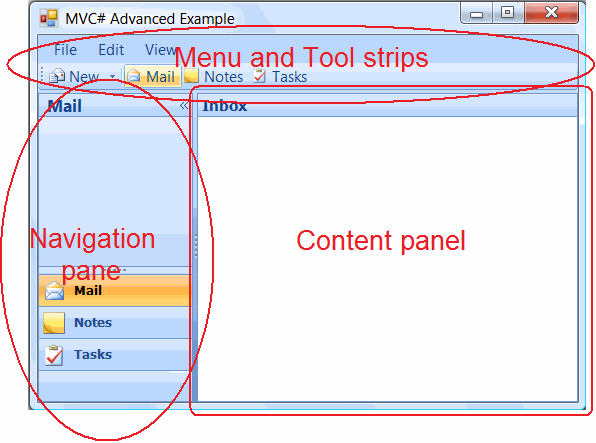 MVC# Advanced Example
File Edit View
Menu and Tool strips
New Mail Notes Tasks
Mail
Inbox
Navigation
pane
Content panel
Mail
Notes
Tasks